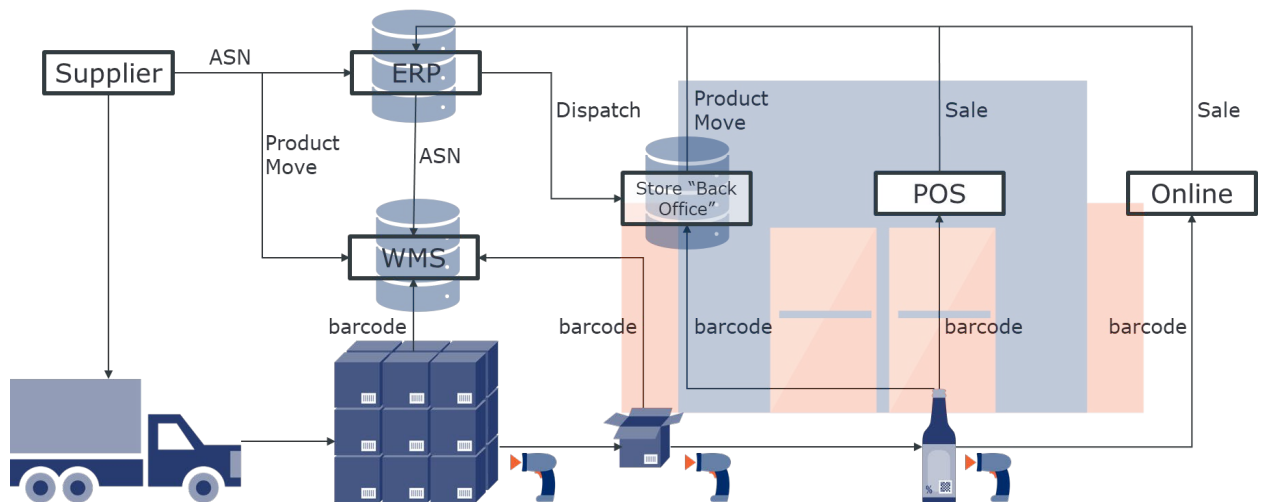 ASN
Supplier
ERP
Product
Move
ASN
Dispatch
Product
Move
Sale
Sale
Store “Back
Office”
POS
Online
WMS
barcode
barcode
barcode
barcode
barcode
%